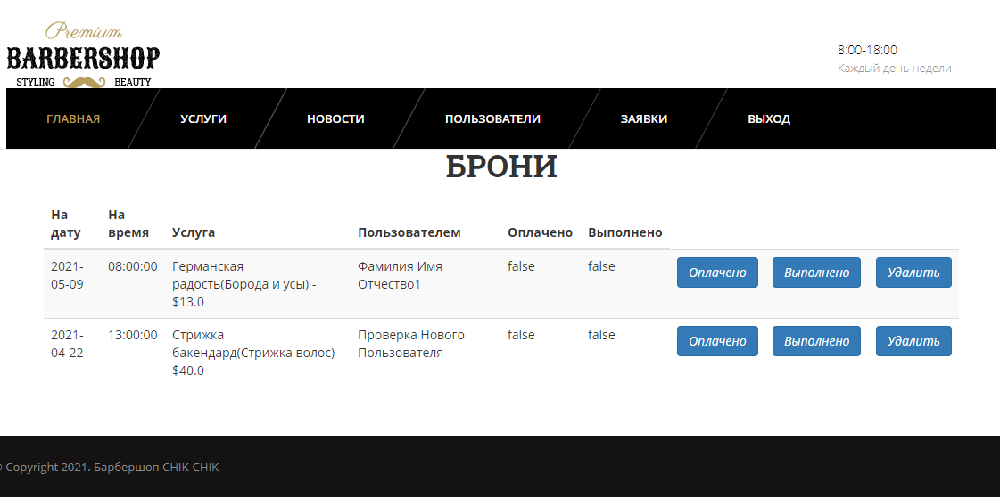 Premium
BARBERSHOP
STYLING BEAUTY
8:00-18:00
Каждый день недели
ГЛАВНАЯ УСЛУГИ НОВОСТИ ПОЛЬЗОВАТЕЛИ ЗАЯВКИ ВЫХОД
БРОНИ
На дату На время Услуга Пользователем Оплачено Выполнено
2021-05-09 08:00:00 Германская радость(Борода и усы) - $13.0 Фамилия Имя Отчество1 false false Оплачено Выполнено Удалить
2021-04-22 13:00:00 Стрижка бакендард(Стрижка волос) - $40.0 Проверка Нового Пользователя false false Оплачено Выполнено Удалить
© Copyright 2021. Барбершоп CHIK-CHIK